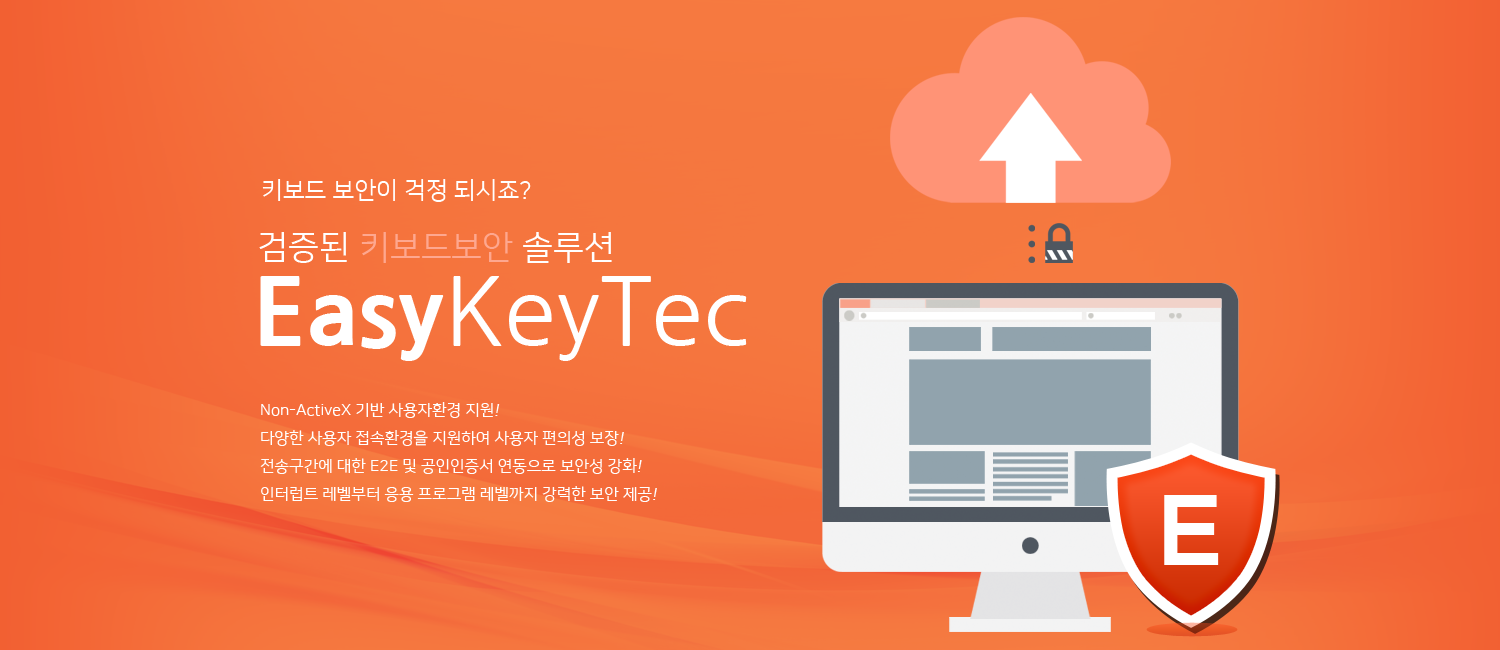 키보드 보안이 걱정 되시죠?
검증된 키보드보안 솔루션
EasyKeyTec
Non-ActiveX 기반 사용자환경 지원!
다양한 사용자 접속환경을 지원하여 사용자 편의성 보장!
전송구간에 대한 E2E 및 공인인증서 연동으로 보안성 강화!
인터럽트 레벨부터 응용 프로그램 레벨까지 강력한 보안 제공!
E